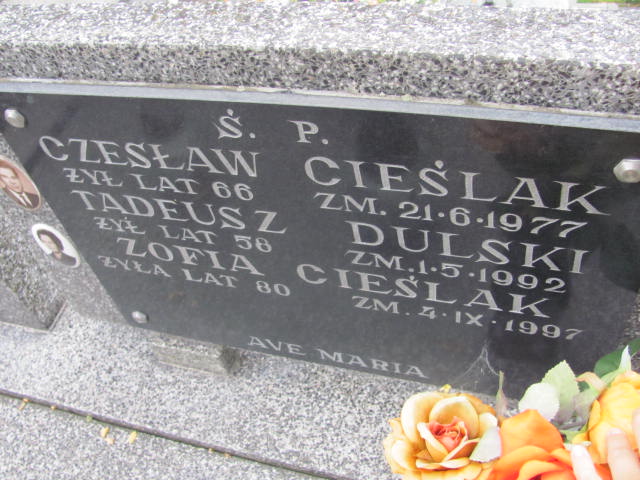 Ś. P.
CZESŁAW CIEŚLAK
ŻYŁ LAT 66 ZM. 21·6·1977
TADEUSZ DULSKI
ŻYŁ LAT 58 ZM. 1·5·1992
ZOFIA CIEŚLAK
ŻYŁA LAT 80 ZM. 4·IX·1997
AVE MARIA